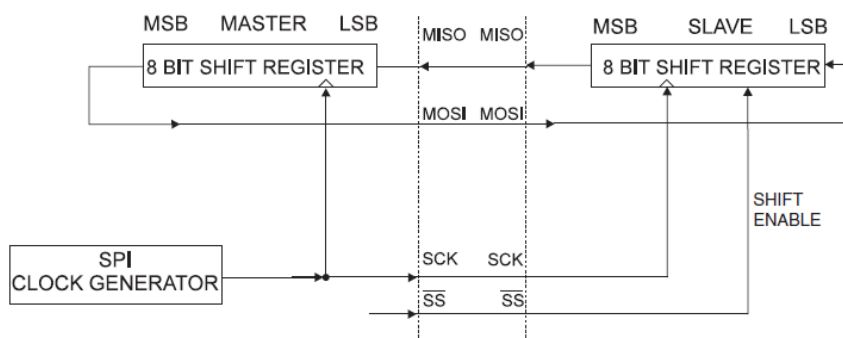 MSB MASTER LSB
MISO MISO
MSB SLAVE LSB
8 BIT SHIFT REGISTER
8 BIT SHIFT REGISTER
MOSI MOSI
SHIFT
ENABLE
SPI
CLOCK GENERATOR
SCK SCK
SS SS